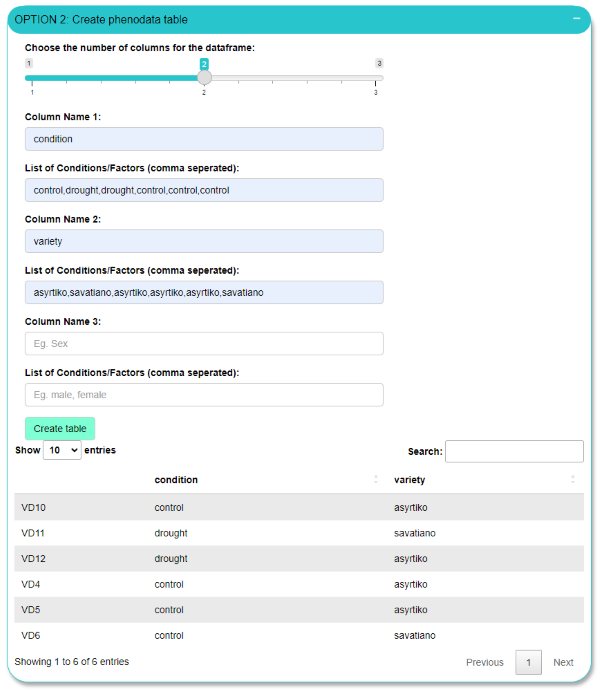 OPTION 2: Create phenodata table
−
Choose the number of columns for the dataframe:
1 2 3
1 2 3
Column Name 1:
condition
List of Conditions/Factors (comma seperated):
control,drought,drought,control,control,control
Column Name 2:
variety
List of Conditions/Factors (comma seperated):
asyrtiko,savatiano,asyrtiko,asyrtiko,asyrtiko,savatiano
Column Name 3:
Eg. Sex
List of Conditions/Factors (comma seperated):
Eg. male, female
Create table
Show 10 entries Search:
condition variety
VD10 control asyrtiko
VD11 drought savatiano
VD12 drought asyrtiko
VD4 control asyrtiko
VD5 control asyrtiko
VD6 control savatiano
Showing 1 to 6 of 6 entries Previous 1 Next